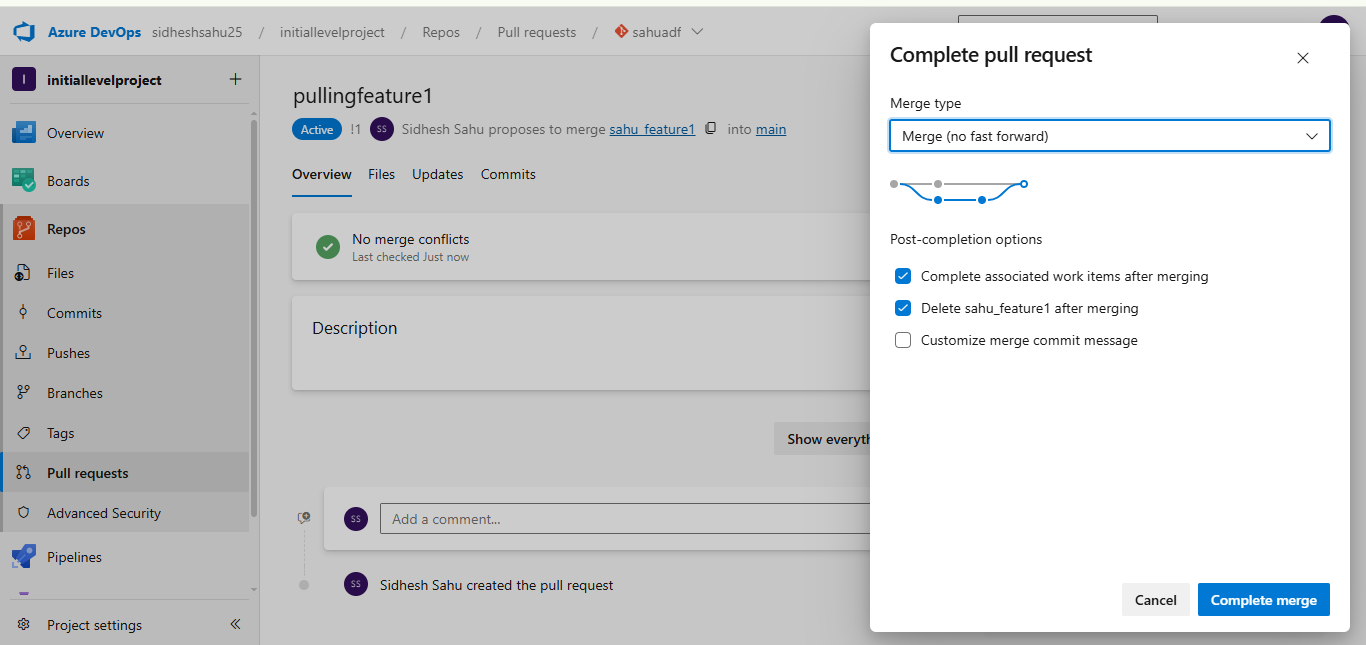 Azure DevOps sidheshsahu25 / initiallevelproject / Repos / Pull requests / sahuadf
I initiallevelproject +
Overview
Boards
Repos
Files
Commits
Pushes
Branches
Tags
Pull requests
Advanced Security
Pipelines
Project settings
pullingfeature1
Active !1 SS Sidhesh Sahu proposes to merge sahu_feature1 into main
Overview Files Updates Commits
No merge conflicts
Last checked Just now
Description
Show everyth
SS Add a comment...
SS Sidhesh Sahu created the pull request
Complete pull request
Merge type
Merge (no fast forward)
Post-completion options
Complete associated work items after merging
Delete sahu_feature1 after merging
Customize merge commit message
Cancel Complete merge